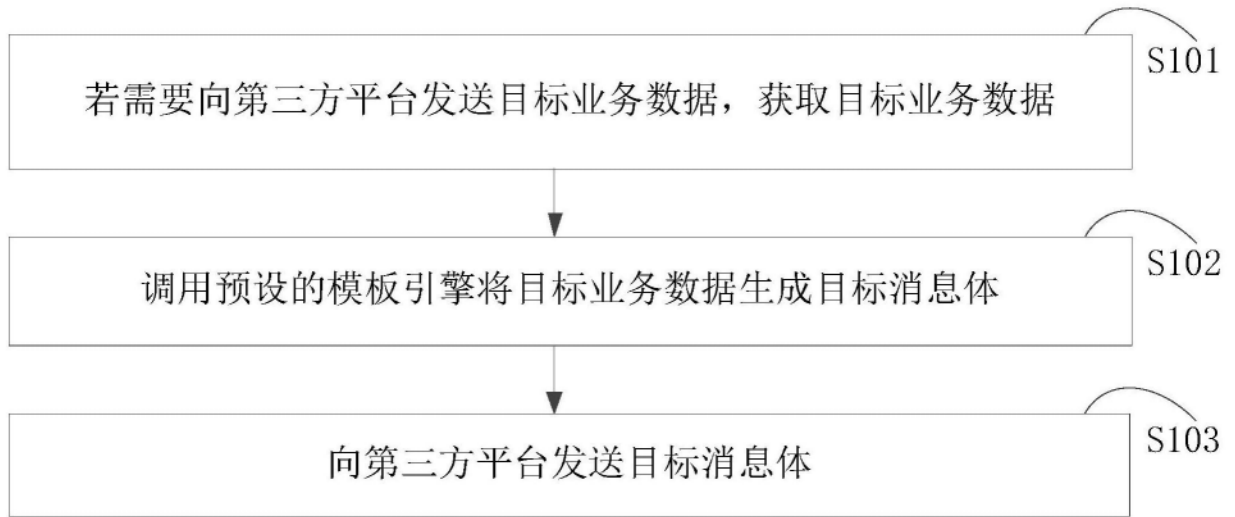 S101
若需要向第三方平台发送目标业务数据，获取目标业务数据
S102
调用预设的模板引擎将目标业务数据生成目标消息体
S103
向第三方平台发送目标消息体